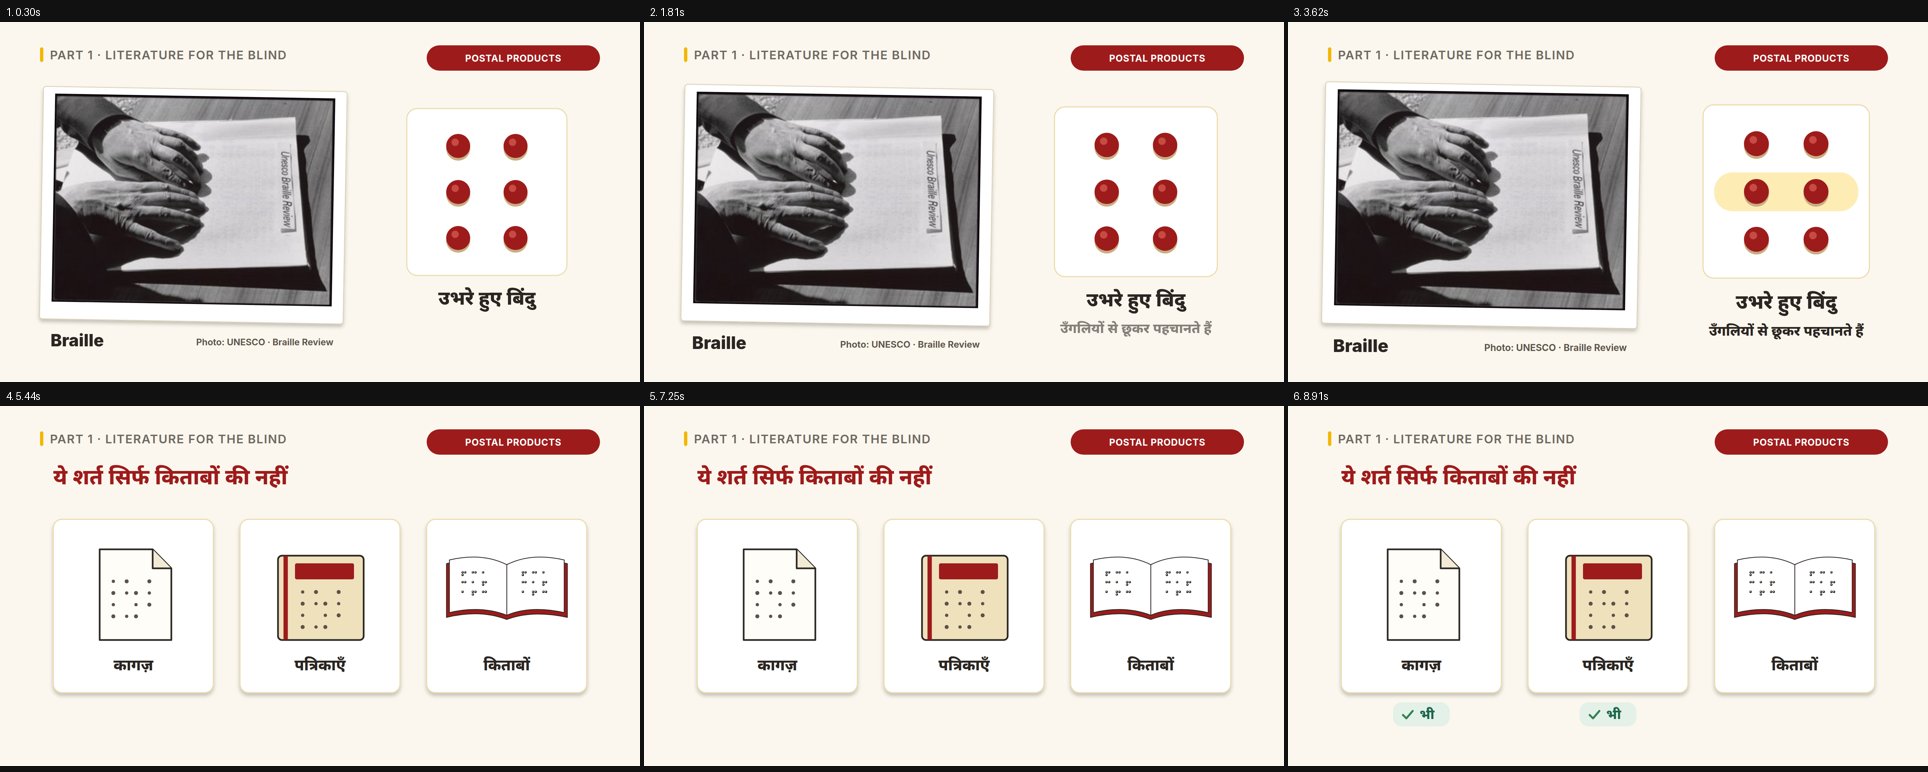 1. 0.30s
PART 1 · LITERATURE FOR THE BLIND
POSTAL PRODUCTS
Unesco Braille Review
उभरे हुए बिंदु
Braille
Photo: UNESCO · Braille Review
2. 1.81s
PART 1 · LITERATURE FOR THE BLIND
POSTAL PRODUCTS
Unesco Braille Review
उभरे हुए बिंदु
उँगलियों से छूकर पहचानते हैं
Braille
Photo: UNESCO · Braille Review
3. 3.62s
PART 1 · LITERATURE FOR THE BLIND
POSTAL PRODUCTS
Unesco Braille Review
उभरे हुए बिंदु
उँगलियों से छूकर पहचानते हैं
Braille
Photo: UNESCO · Braille Review
4. 5.44s
PART 1 · LITERATURE FOR THE BLIND
POSTAL PRODUCTS
ये शर्त सिर्फ किताबों की नहीं
कागज़
पत्रिकाएँ
किताबों
5. 7.25s
PART 1 · LITERATURE FOR THE BLIND
POSTAL PRODUCTS
ये शर्त सिर्फ किताबों की नहीं
कागज़
पत्रिकाएँ
किताबों
6. 8.91s
PART 1 · LITERATURE FOR THE BLIND
POSTAL PRODUCTS
ये शर्त सिर्फ किताबों की नहीं
कागज़
पत्रिकाएँ
किताबों
भी
भी